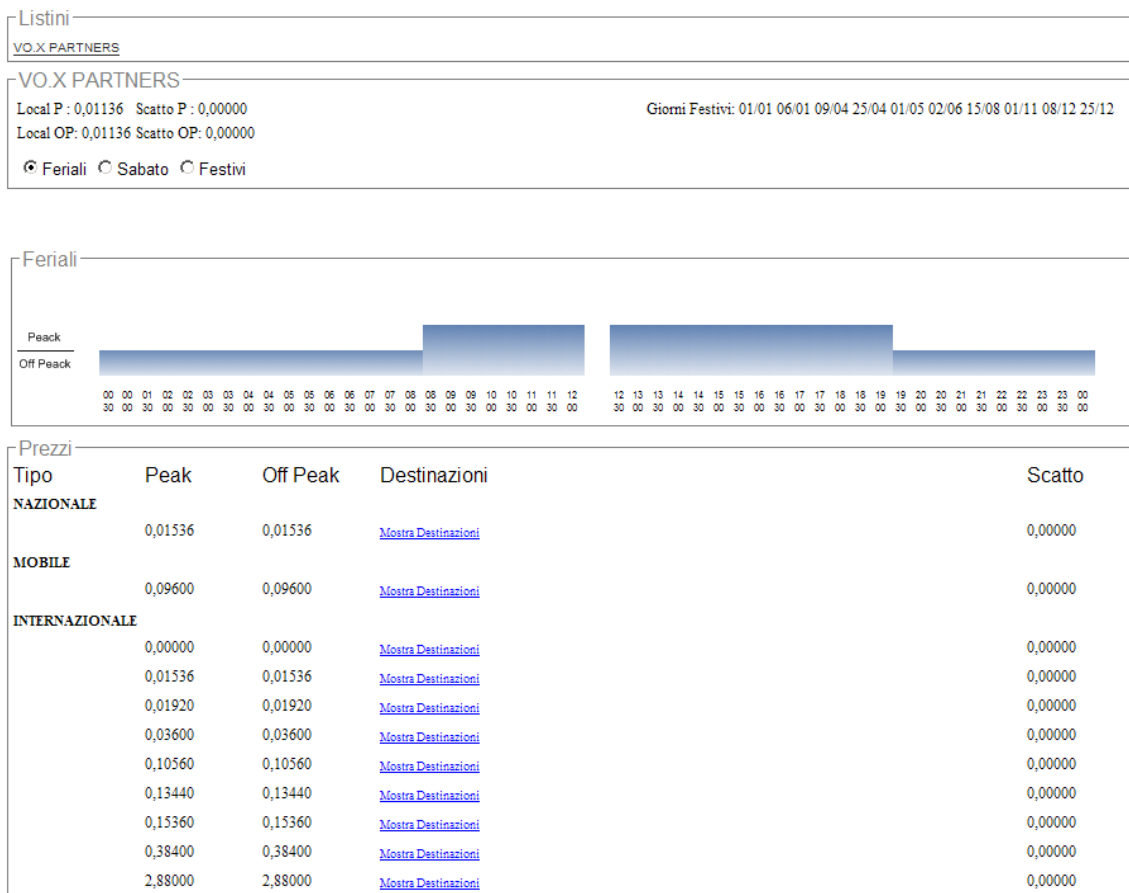 Listini
VO.X PARTNERS
VO.X PARTNERS
Local P : 0,01136 Scatto P : 0,00000 Giorni Festivi: 01/01 06/01 09/04 25/04 01/05 02/06 15/08 01/11 08/12 25/12
Local OP: 0,01136 Scatto OP: 0,00000
Feriali Sabato Festivi
Feriali
Peack
Off Peack
00 00 01 02 02 03 03 04 04 05 05 06 06 07 07 08 08 09 09 10 10 11 11 12 12 13 13 14 14 15 15 16 16 17 17 18 18 19 19 20 20 21 21 22 22 23 23 00
30 00 30 00 30 00 30 00 30 00 30 00 30 00 30 00 30 00 30 00 30 00 30 00 30 00 30 00 30 00 30 00 30 00 30 00 30 00 30 00 30 00 30 00 30 00 30 00
Prezzi
Tipo Peak Off Peak Destinazioni Scatto
NAZIONALE
0,01536 0,01536 Mostra Destinazioni 0,00000
MOBILE
0,09600 0,09600 Mostra Destinazioni 0,00000
INTERNAZIONALE
0,00000 0,00000 Mostra Destinazioni 0,00000
0,01536 0,01536 Mostra Destinazioni 0,00000
0,01920 0,01920 Mostra Destinazioni 0,00000
0,03600 0,03600 Mostra Destinazioni 0,00000
0,10560 0,10560 Mostra Destinazioni 0,00000
0,13440 0,13440 Mostra Destinazioni 0,00000
0,15360 0,15360 Mostra Destinazioni 0,00000
0,38400 0,38400 Mostra Destinazioni 0,00000
2,88000 2,88000 Mostra Destinazioni 0,00000